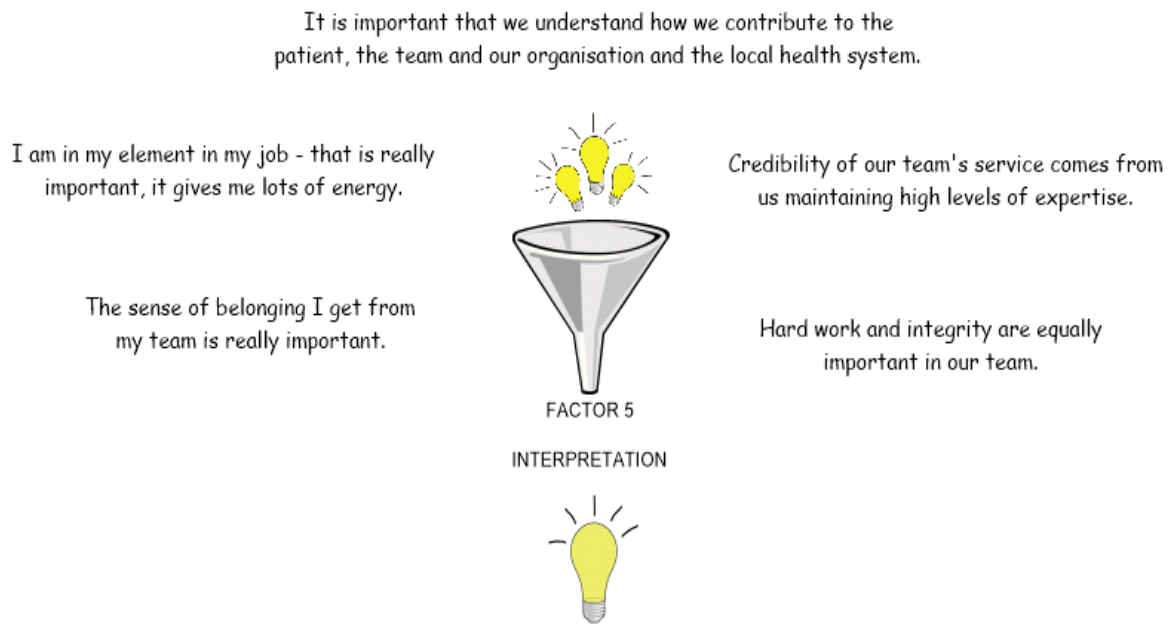 It is important that we understand how we contribute to the
patient, the team and our organisation and the local health system.
I am in my element in my job - that is really
important, it gives me lots of energy.
Credibility of our team's service comes from
us maintaining high levels of expertise.
The sense of belonging I get from
my team is really important.
Hard work and integrity are equally
important in our team.
FACTOR 5
INTERPRETATION